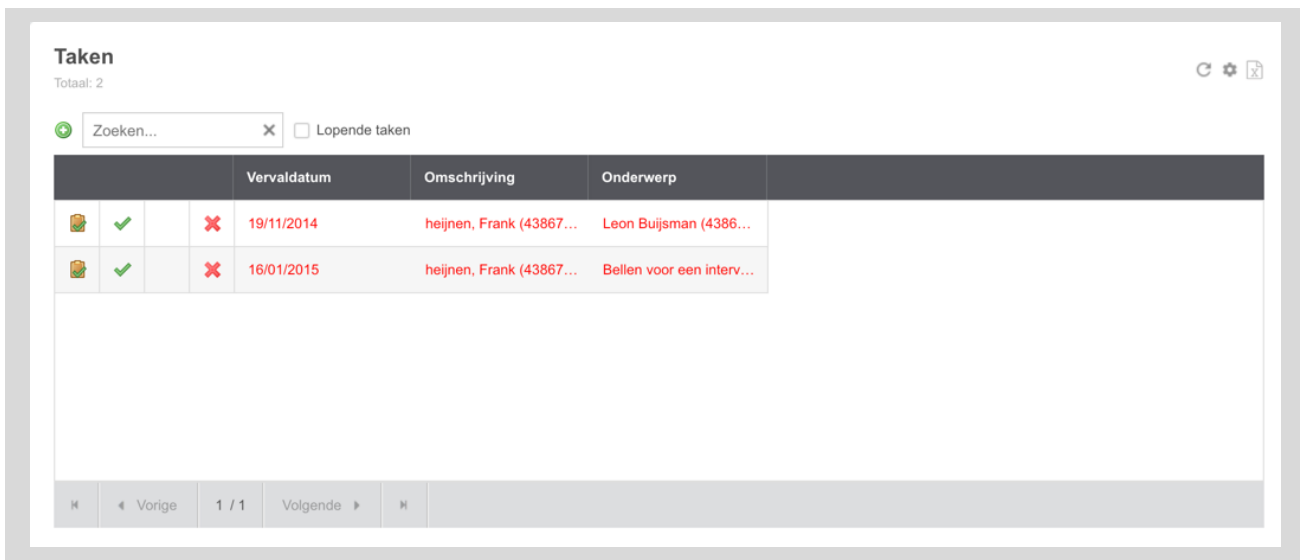 Taken
Totaal: 2
Zoeken... Lopende taken
Vervaldatum Omschrijving Onderwerp
19/11/2014 heijnen, Frank (43867... Leon Buijsman (4386...
16/01/2015 heijnen, Frank (43867... Bellen voor een interv...
Vorige 1 / 1 Volgende